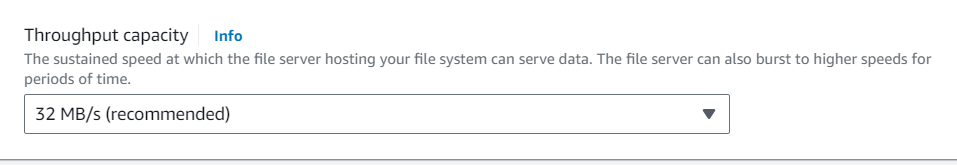 Throughput capacity Info
The sustained speed at which the file server hosting your file system can serve data. The file server can also burst to higher speeds for
periods of time.
32 MB/s (recommended)